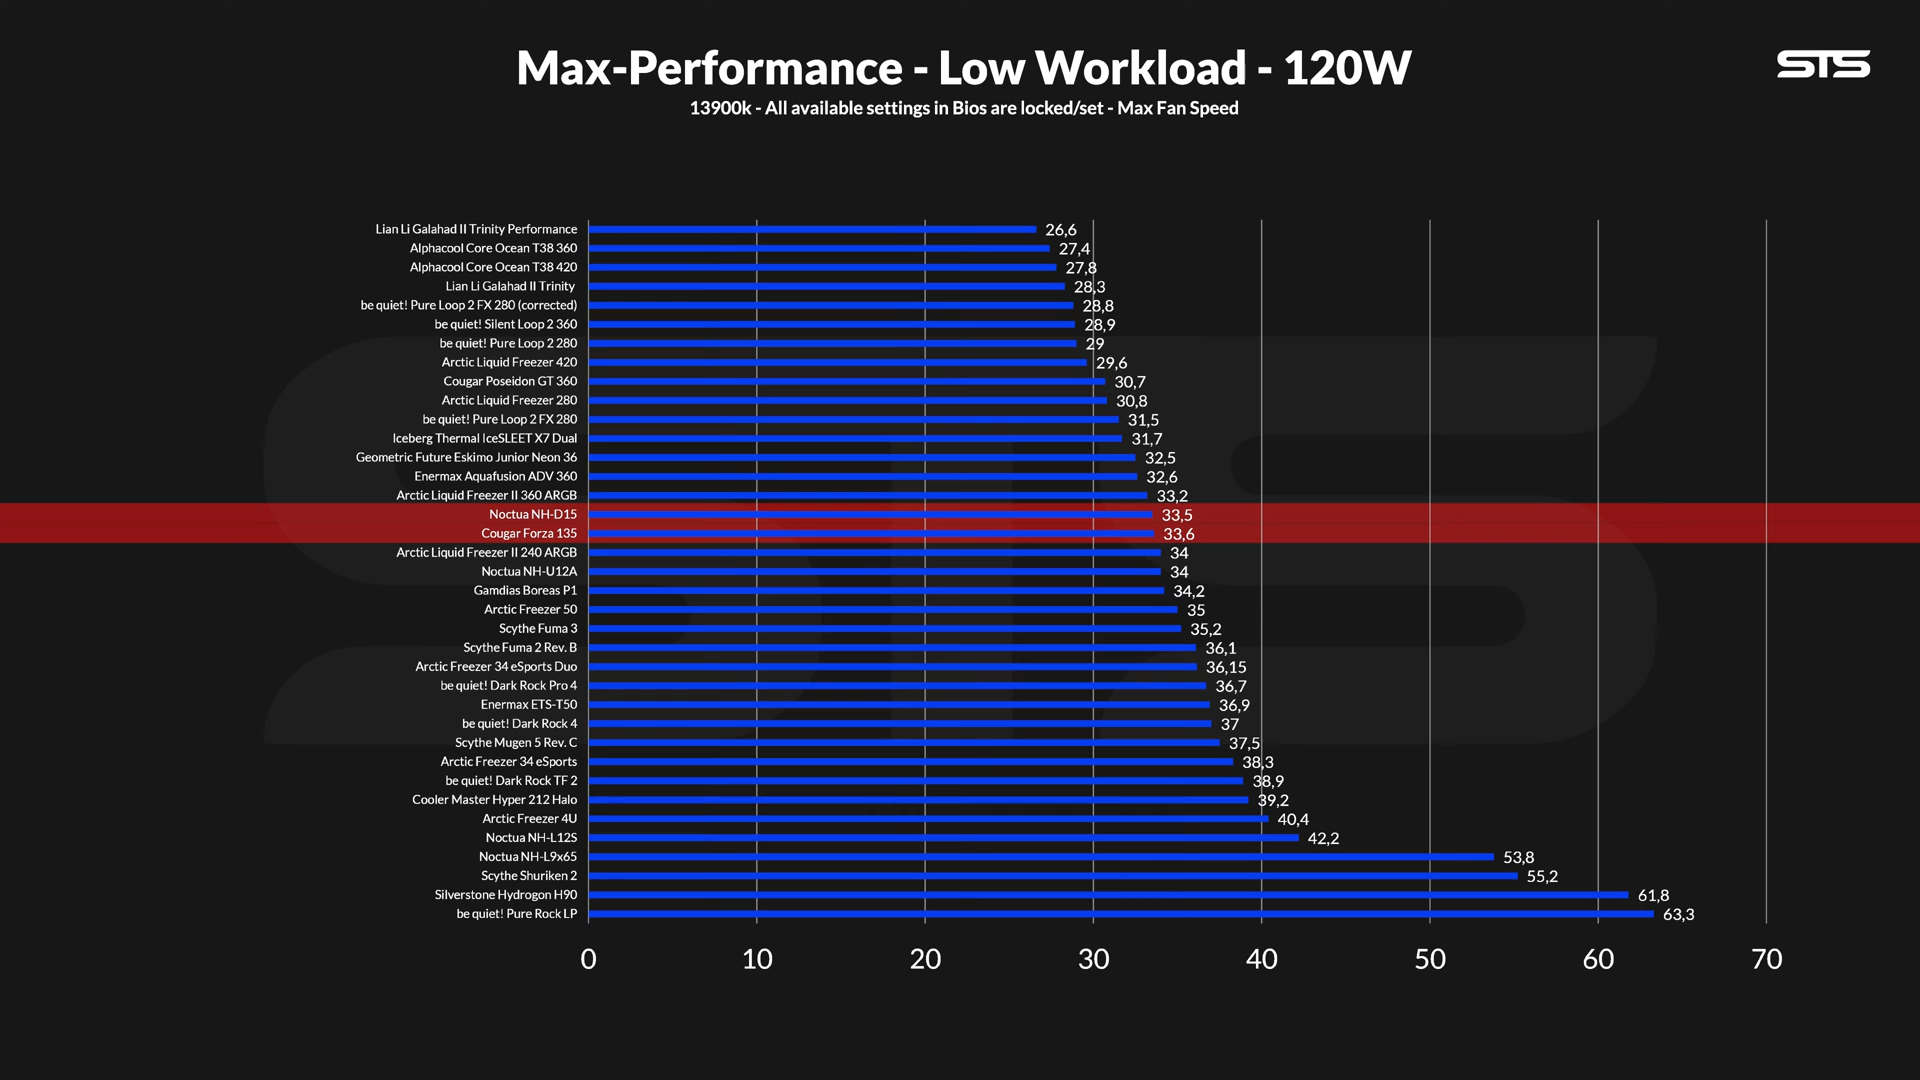 Max-Performance - Low Workload - 120W
STS
13900k - All available settings in Bios are locked/set - Max Fan Speed
Lian Li Galahad II Trinity Performance 26,6
Alphacool Core Ocean T38 360 27,4
Alphacool Core Ocean T38 420 27,8
Lian Li Galahad II Trinity 28,3
be quiet! Pure Loop 2 FX 280 (corrected) 28,8
be quiet! Silent Loop 2 360 28,9
be quiet! Pure Loop 2 280 29
Arctic Liquid Freezer 420 29,6
Cougar Poseidon GT 360 30,7
Arctic Liquid Freezer 280 30,8
be quiet! Pure Loop 2 FX 280 31,5
Iceberg Thermal IceSLEET X7 Dual 31,7
Geometric Future Eskimo Junior Neon 36 32,5
Enermax Aquafusion ADV 360 32,6
Arctic Liquid Freezer II 360 ARGB 33,2
Noctua NH-D15 33,5
Cougar Forza 135 33,6
Arctic Liquid Freezer II 240 ARGB 34
Noctua NH-U12A 34
Gamdias Boreas P1 34,2
Arctic Freezer 50 35
Scythe Fuma 3 35,2
Scythe Fuma 2 Rev. B 36,1
Arctic Freezer 34 eSports Duo 36,15
be quiet! Dark Rock Pro 4 36,7
Enermax ETS-T50 36,9
be quiet! Dark Rock 4 37
Scythe Mugen 5 Rev. C 37,5
Arctic Freezer 34 eSports 38,3
be quiet! Dark Rock TF 2 38,9
Cooler Master Hyper 212 Halo 39,2
Arctic Freezer 4U 40,4
Noctua NH-L12S 42,2
Noctua NH-L9x65 53,8
Scythe Shuriken 2 55,2
Silverstone Hydrogon H90 61,8
be quiet! Pure Rock LP 63,3
0 10 20 30 40 50 60 70